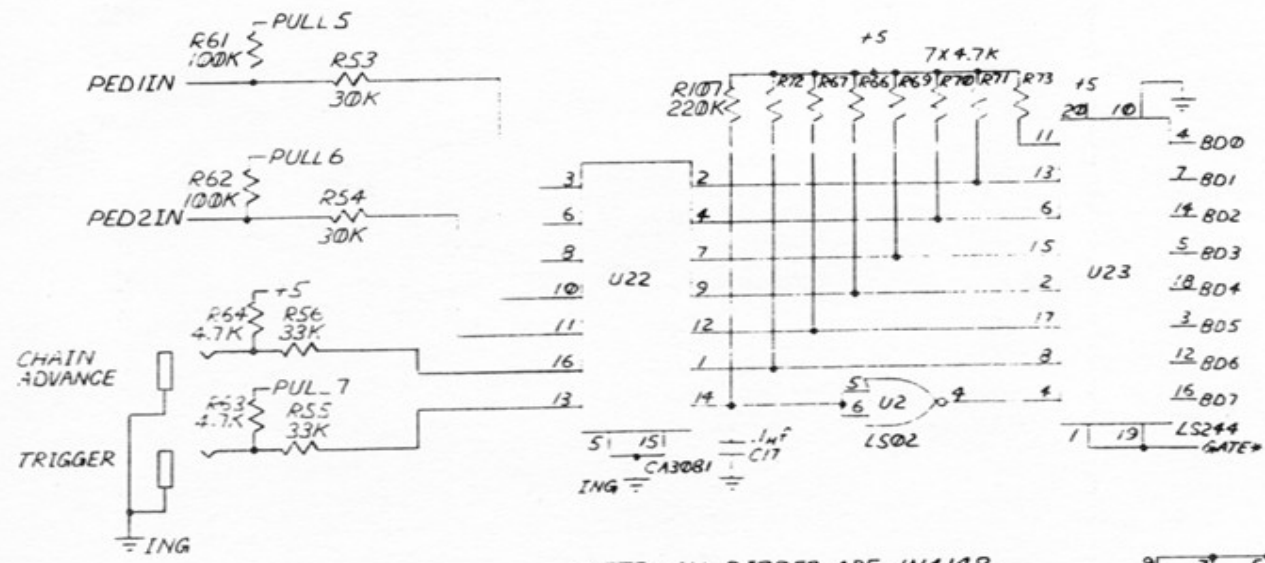 PULL5
R61
100K
R53
30K
PED1IN
PULL6
R62
100K
R54
30K
PED2IN
+5
R64
4.7K
R56
33K
CHAIN
ADVANCE
PUL_7
R63
4.7K
R55
33K
TRIGGER
ING
3
6
8
10
11
16
13
U22
2
4
7
9
12
1
14
5
15
CA3081
ING
+5
7X4.7K
R107
220K
R72
R67
R66
R69
R70
R71
R73
.1µf
C17
5
6
U2
4
LS02
+5
20
10
11
13
6
15
2
17
8
4
U23
4 BD0
7 BD1
14 BD2
5 BD3
18 BD4
3 BD5
12 BD6
16 BD7
1
19
LS244
GATE*